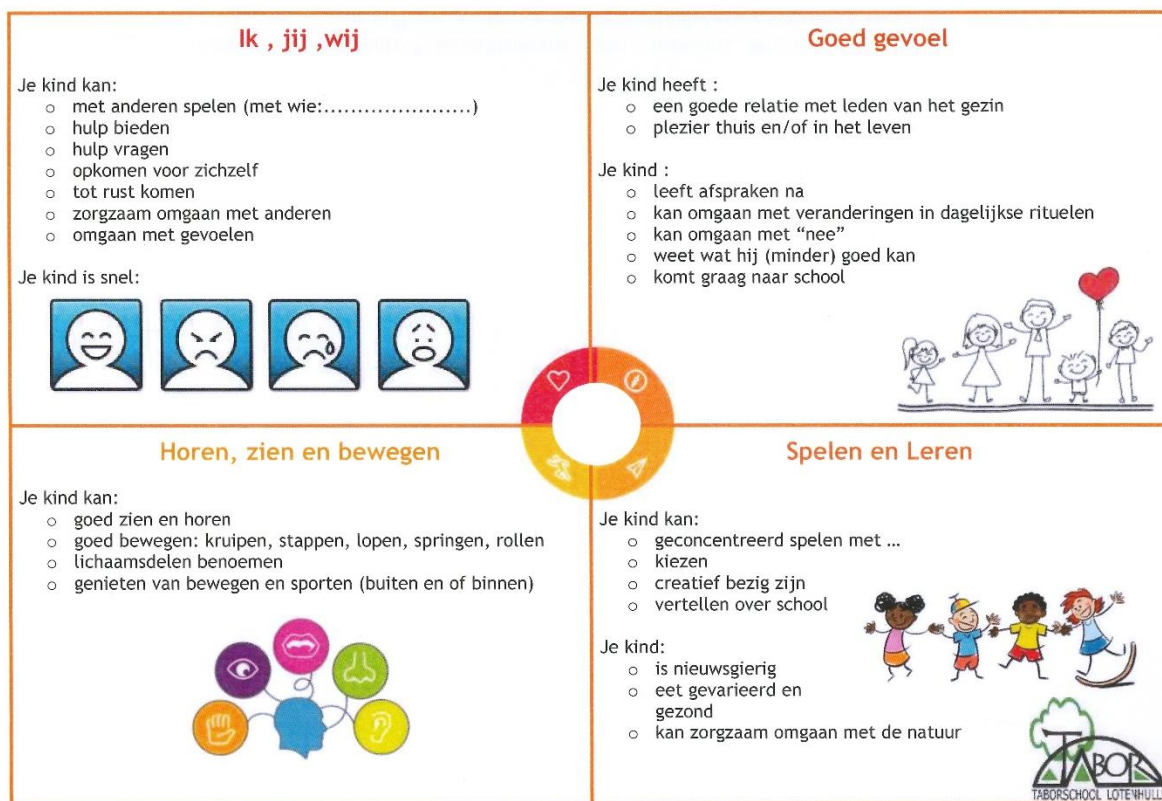 Ik , jij ,wij
Je kind kan:
o met anderen spelen (met wie:......................)
o hulp bieden
o hulp vragen
o opkomen voor zichzelf
o tot rust komen
o zorgzaam omgaan met anderen
o omgaan met gevoelen
Je kind is snel:
Goed gevoel
Je kind heeft :
o een goede relatie met leden van het gezin
o plezier thuis en/of in het leven
Je kind :
o leeft afspraken na
o kan omgaan met veranderingen in dagelijkse rituelen
o kan omgaan met “nee”
o weet wat hij (minder) goed kan
o komt graag naar school
Horen, zien en bewegen
Je kind kan:
o goed zien en horen
o goed bewegen: kruipen, stappen, lopen, springen, rollen
o lichaamsdelen benoemen
o genieten van bewegen en sporten (buiten en of binnen)
Spelen en Leren
Je kind kan:
o geconcentreerd spelen met ...
o kiezen
o creatief bezig zijn
o vertellen over school
Je kind:
o is nieuwsgierig
o eet gevarieerd en
gezond
o kan zorgzaam omgaan met de natuur
TABOR
TABORSCHOOL LOTENHULLE